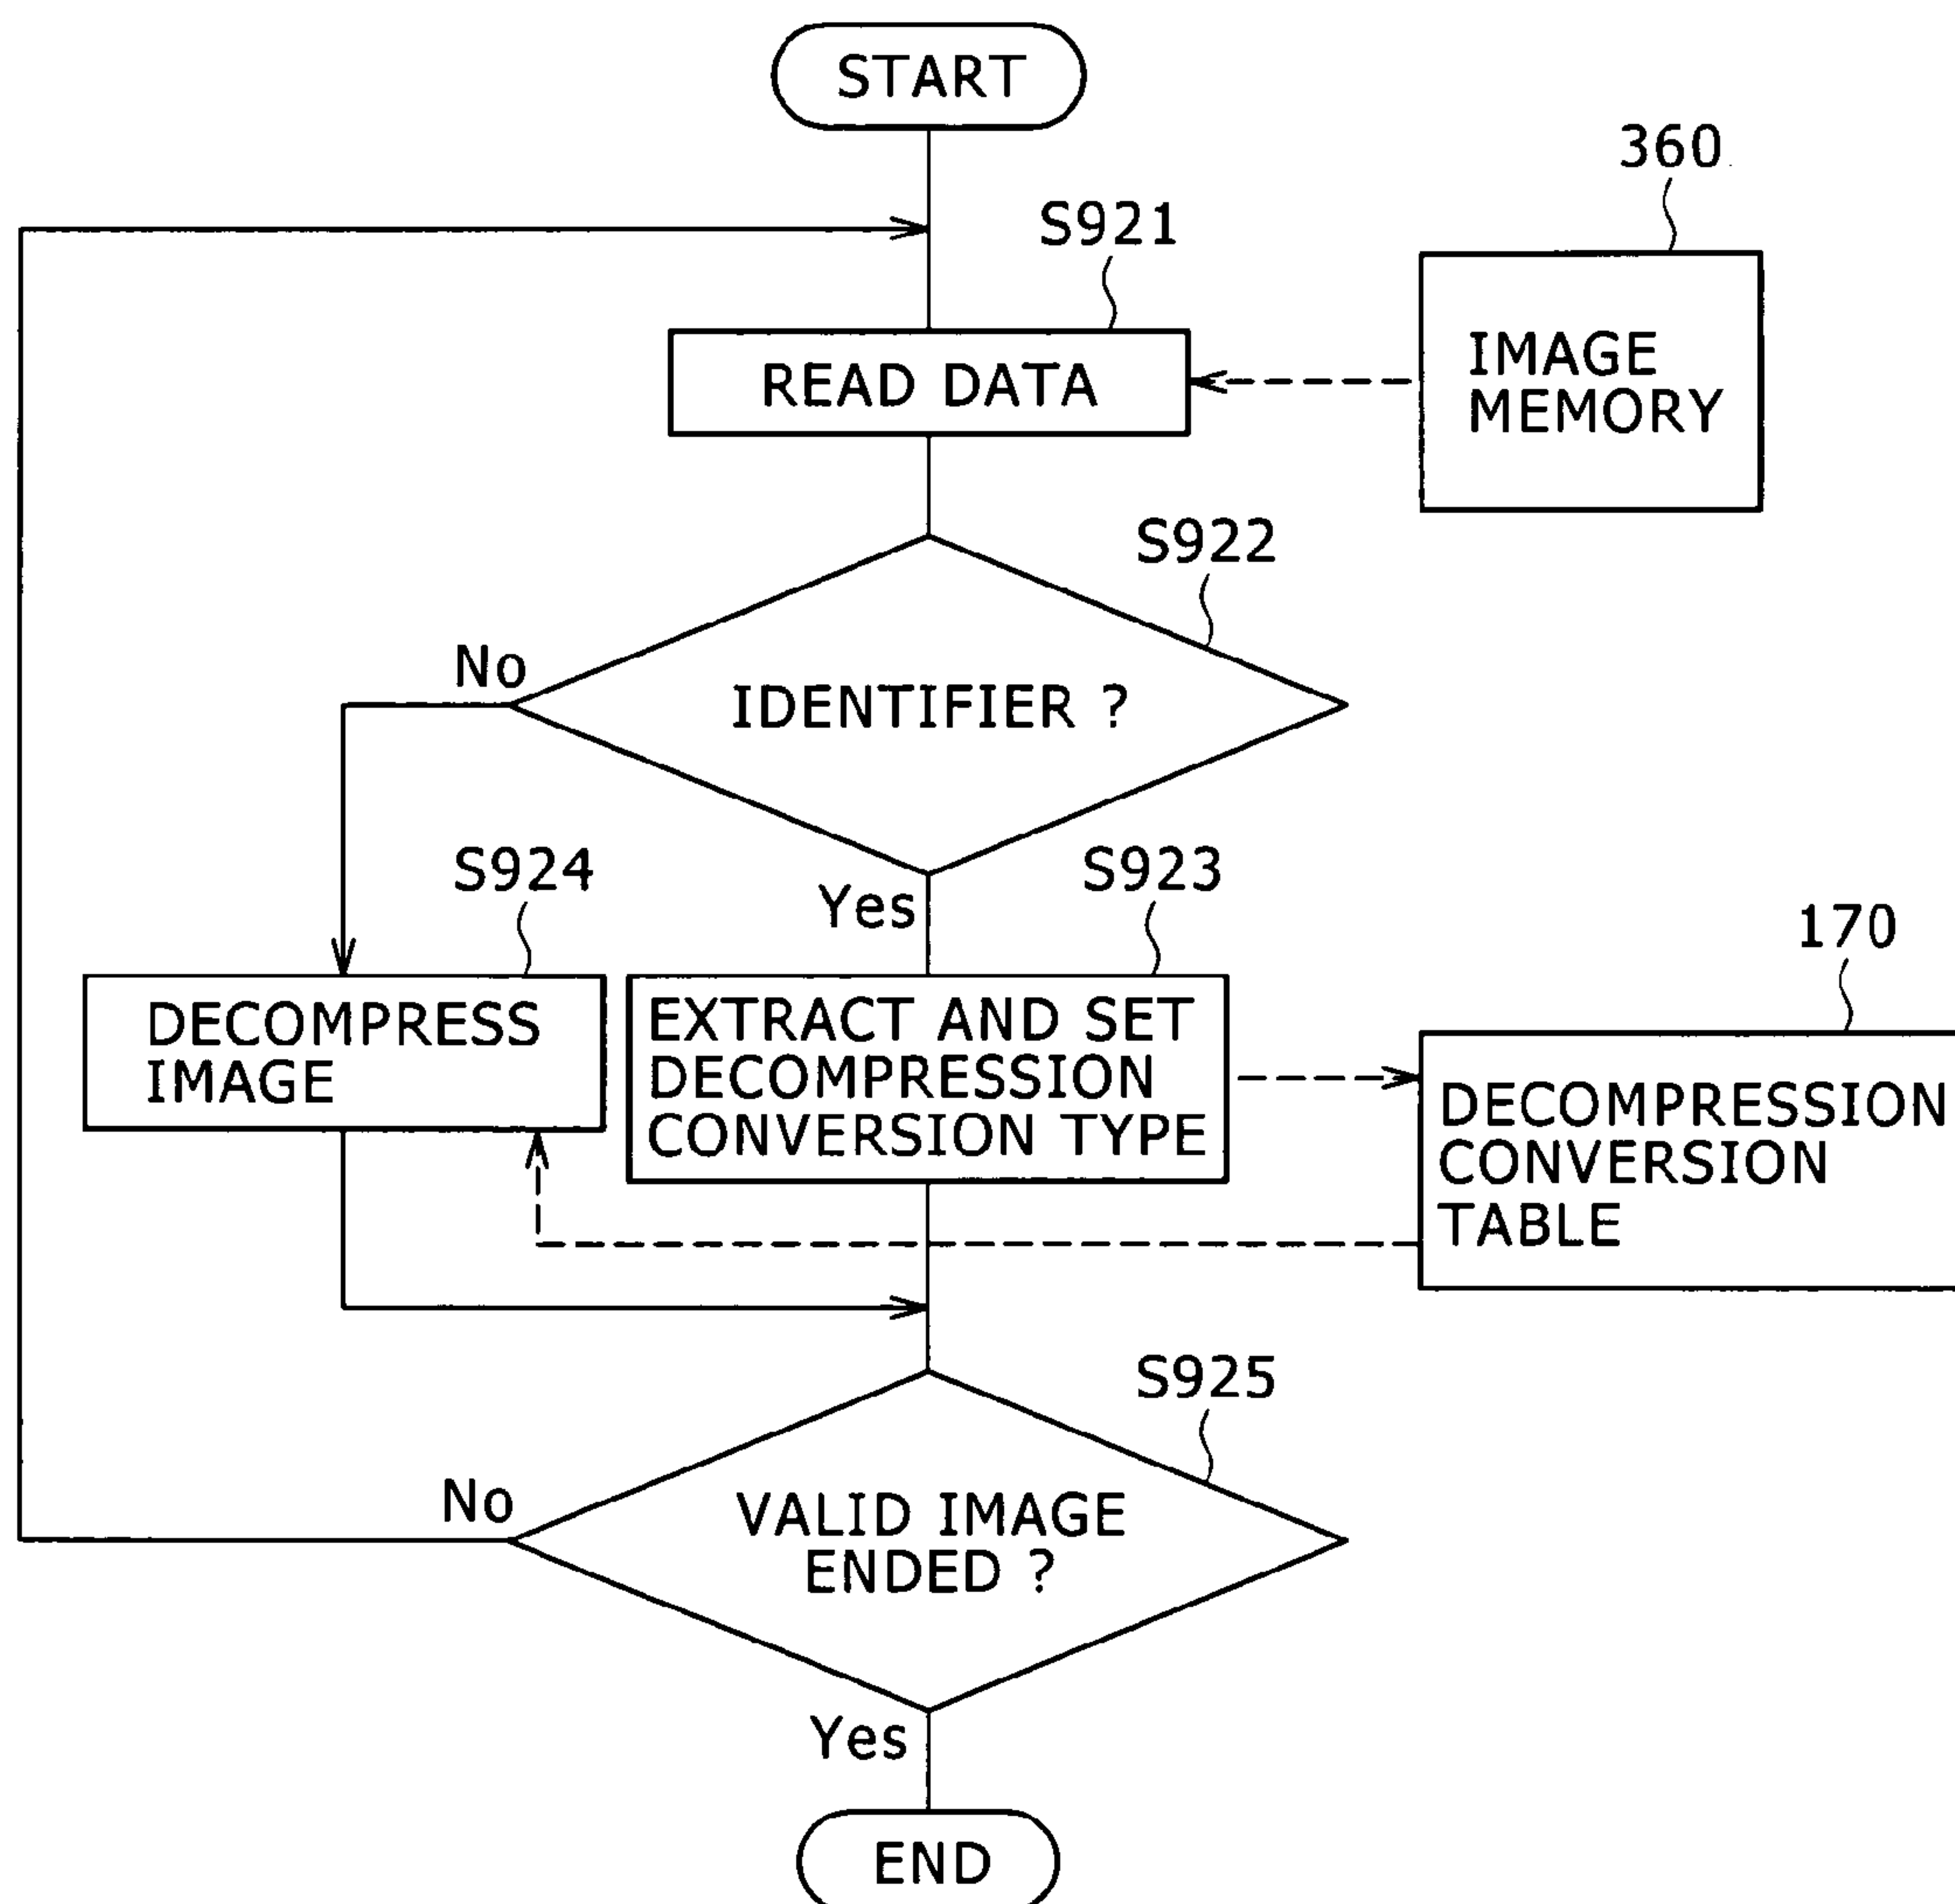 START
360
S921
READ DATA
IMAGE
MEMORY
S922
No
IDENTIFIER ?
Yes
S924
S923
170
DECOMPRESS
IMAGE
EXTRACT AND SET
DECOMPRESSION
CONVERSION TYPE
DECOMPRESSION
CONVERSION
TABLE
S925
No
VALID IMAGE
ENDED ?
Yes
END